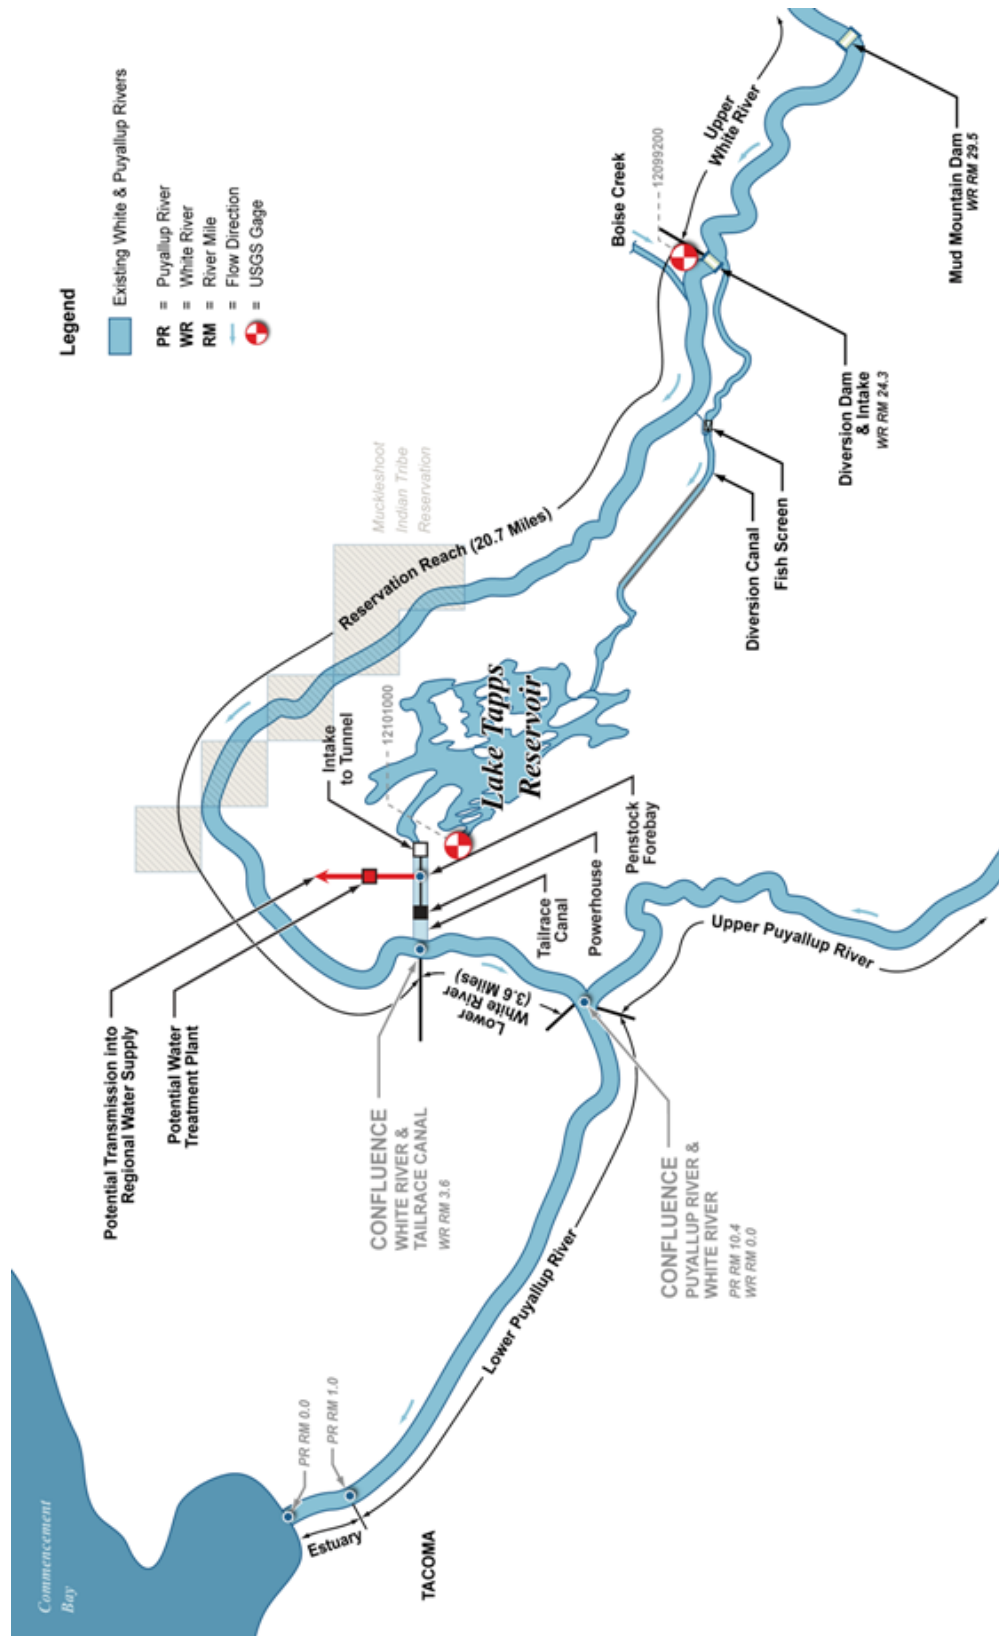 Legend
Existing White & Puyallup Rivers
PR = Puyallup River
WR = White River
RM = River Mile
= Flow Direction
= USGS Gage
Commencement
Bay
TACOMA
Estuary
PR RM 0.0
PR RM 1.0
Lower Puyallup River
Potential Transmission into
Regional Water Supply
Potential Water
Treatment Plant
CONFLUENCE
WHITE RIVER &
TAILRACE CANAL
WR RM 3.6
CONFLUENCE
PUYALLUP RIVER &
WHITE RIVER
PR RM 10.4
WR RM 0.0
Lower
White River
(3.6 Miles)
Upper Puyallup River
Tailrace
Canal
Powerhouse
Penstock
Forebay
Intake
to Tunnel
12101000
Lake Tapps
Reservoir
Reservation Reach (20.7 Miles)
Muckleshoot
Indian Tribe
Reservation
Diversion Canal
Fish Screen
Diversion Dam
& Intake
WR RM 24.3
Boise Creek
12099200
Upper
White River
Mud Mountain Dam
WR RM 29.5